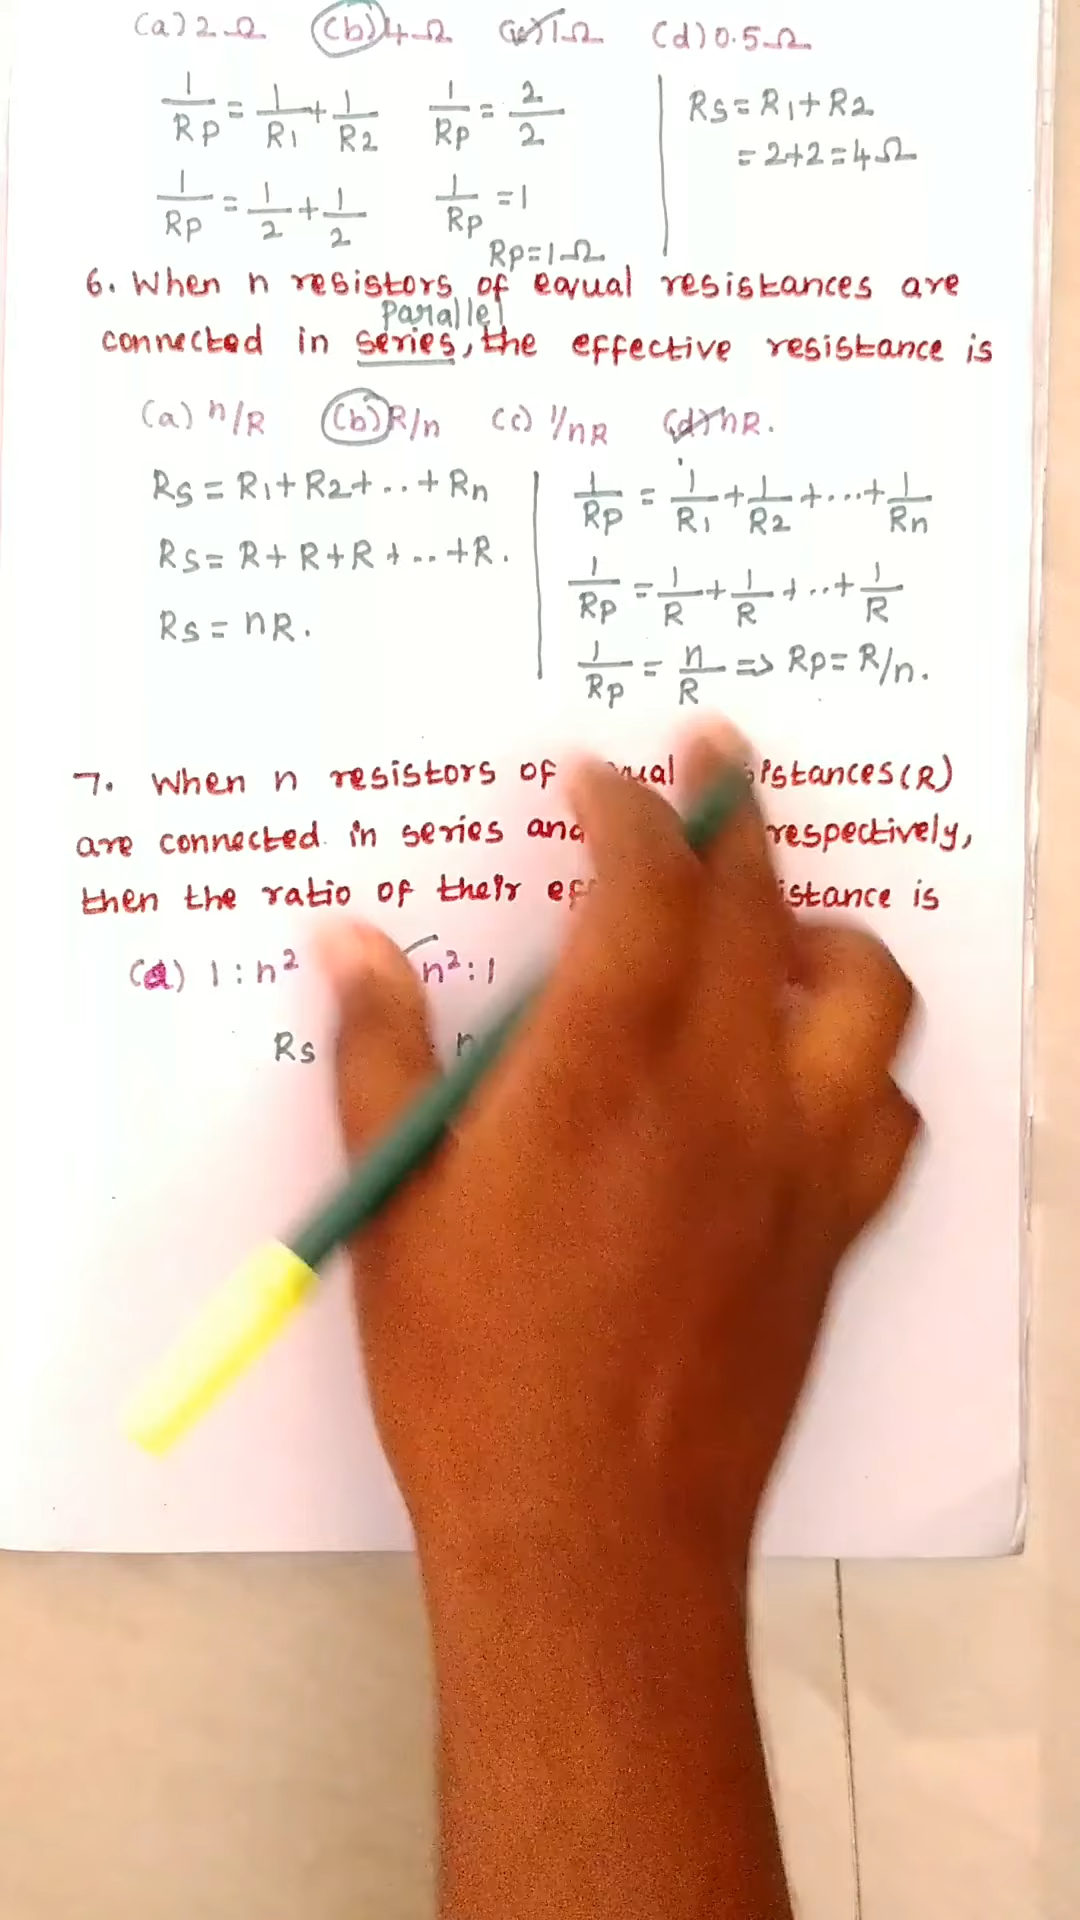 (a) 2Ω (b) 4Ω (c) 1Ω (d) 0.5Ω
1/Rp = 1/R1 + 1/R2 1/Rp = 2/2 Rs = R1 + R2
= 2+2 = 4Ω
1/Rp = 1/2 + 1/2 1/Rp = 1
Rp = 1Ω
6. When n resistors of equal resistances are
Parallel
connected in series, the effective resistance is
(a) n/R (b) R/n (c) 1/nR (d) nR.
Rs = R1 + R2 + .. + Rn 1/Rp = 1/R1 + 1/R2 + ... + 1/Rn
Rs = R + R + R + .. + R. 1/Rp = 1/R + 1/R + .. + 1/R
Rs = nR. 1/Rp = n/R => Rp = R/n.
7. When n resistors of (R)
are connected in series respectively,
then the ratio of their is
(a) 1 : n² n² : 1
Rs n